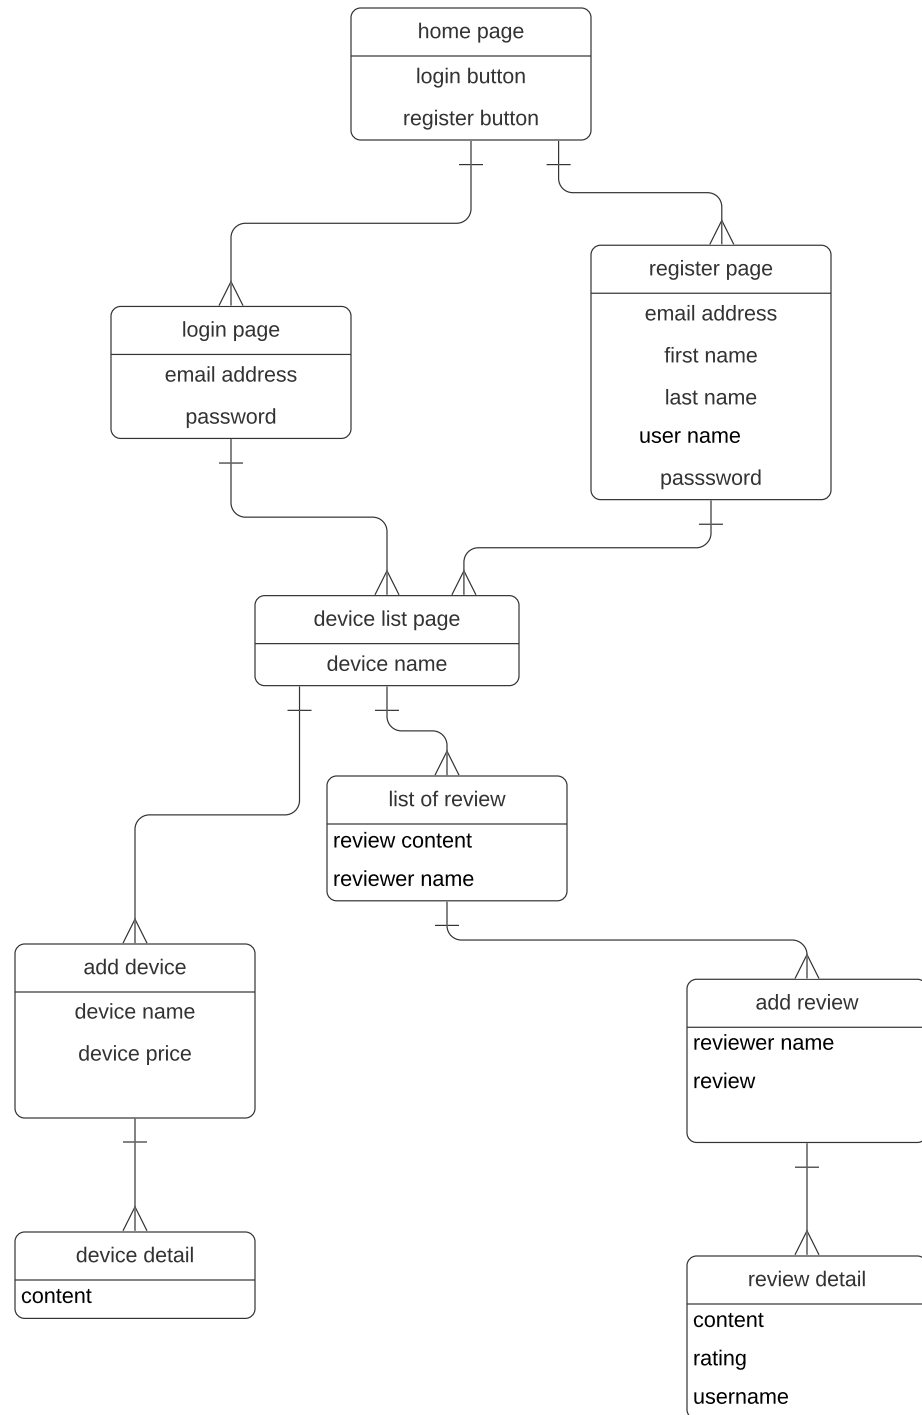 home page
login button
register button
register page
email address
first name
last name
user name
passsword
login page
email address
password
device list page
device name
list of review
review content
reviewer name
add device
device name
device price
add review
reviewer name
review
device detail
content
review detail
content
rating
username